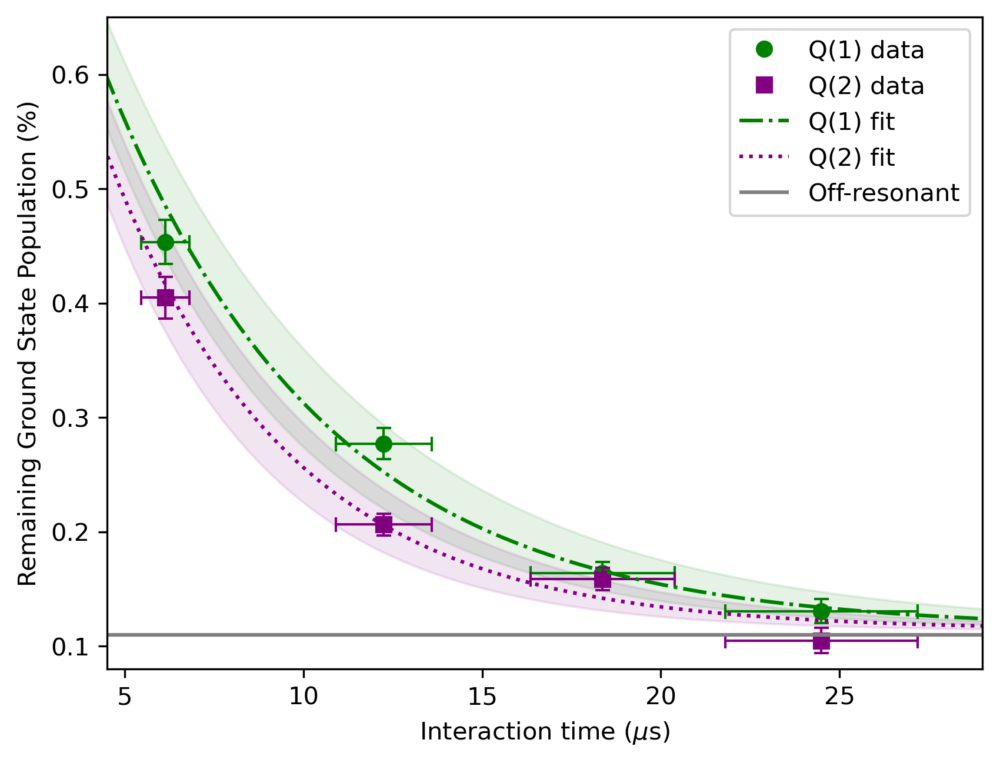 Q(1) data
Q(2) data
Q(1) fit
Q(2) fit
Off-resonant
Remaining Ground State Population (%)
0.6
0.5
0.4
0.3
0.2
0.1
5 10 15 20 25
Interaction time (μs)